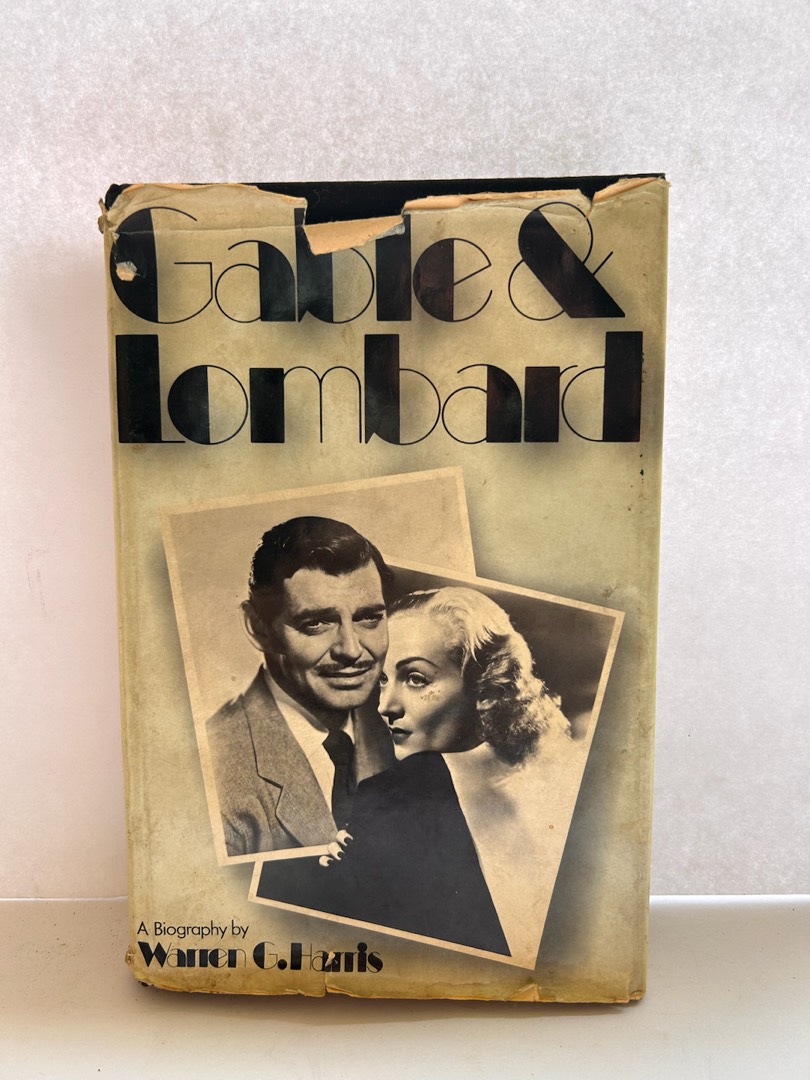 Gable &
Lombard
A Biography by
Warren G. Harris